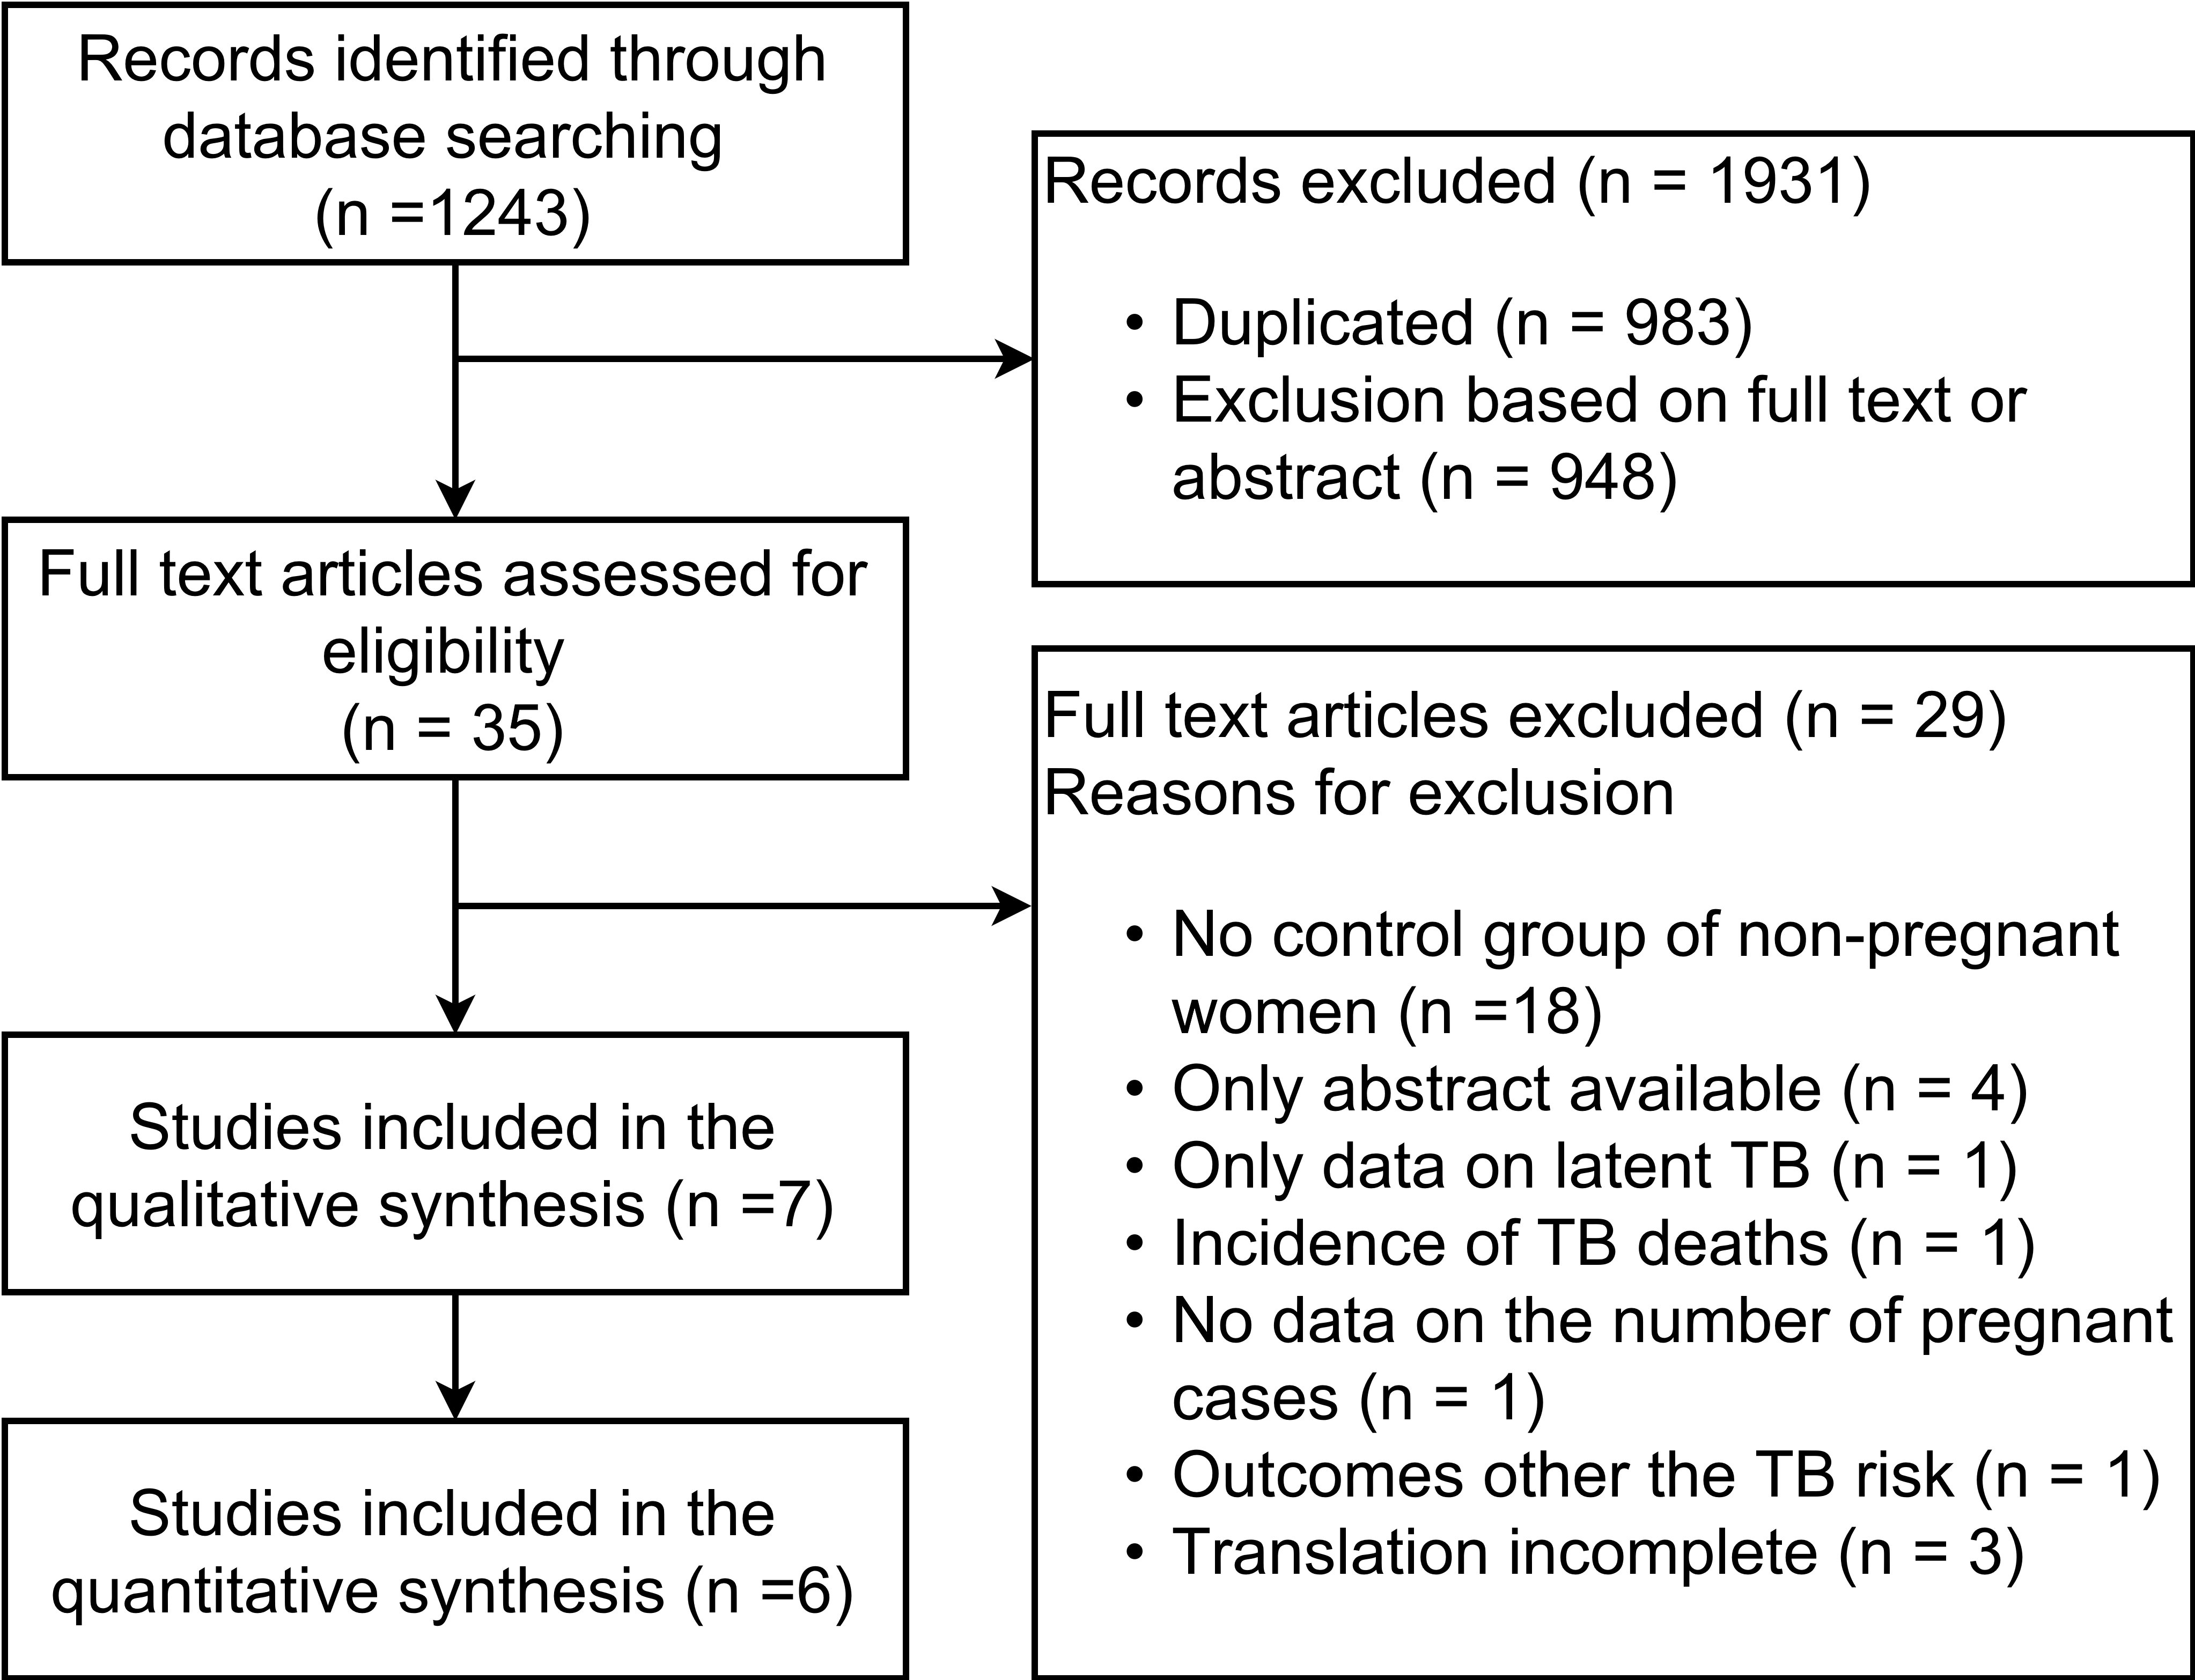 Records identified through
database searching
(n =1243)
Records excluded (n = 1931)
• Duplicated (n = 983)
• Exclusion based on full text or
abstract (n = 948)
Full text articles assessed for
eligibility
(n = 35)
Full text articles excluded (n = 29)
Reasons for exclusion
• No control group of non-pregnant
women (n =18)
• Only abstract available (n = 4)
• Only data on latent TB (n = 1)
• Incidence of TB deaths (n = 1)
• No data on the number of pregnant
cases (n = 1)
• Outcomes other the TB risk (n = 1)
• Translation incomplete (n = 3)
Studies included in the
qualitative synthesis (n =7)
Studies included in the
quantitative synthesis (n =6)